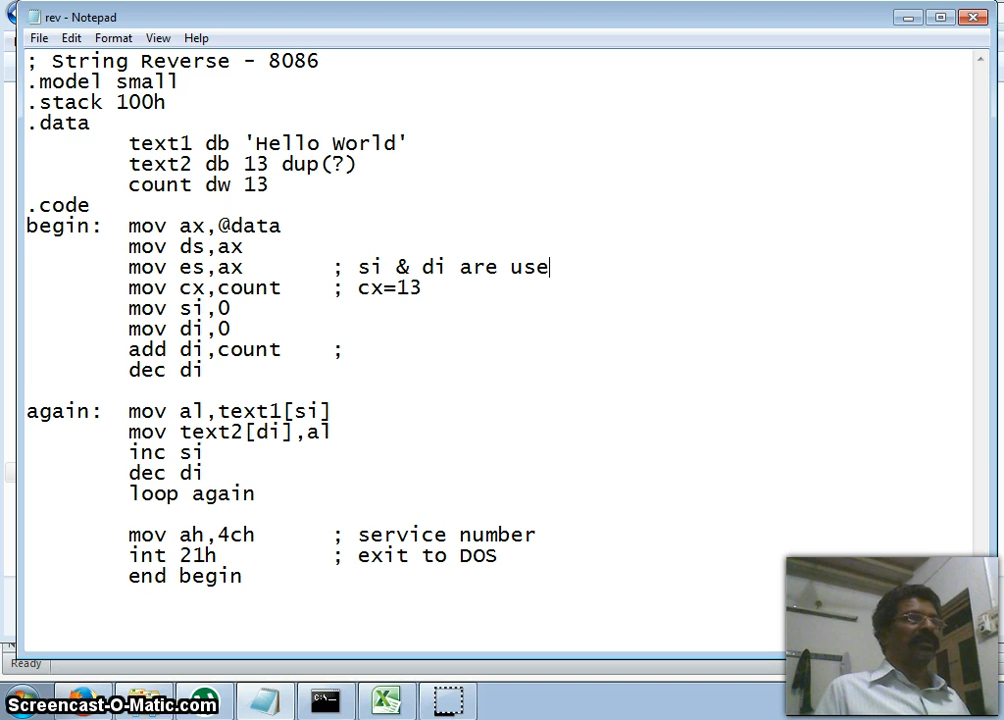 rev - Notepad
File Edit Format View Help
; String Reverse - 8086
.model small
.stack 100h
.data
text1 db 'Hello World'
text2 db 13 dup(?)
count dw 13
.code
begin: mov ax,@data
mov ds,ax
mov es,ax ; si & di are use
mov cx,count ; cx=13
mov si,0
mov di,0
add di,count ;
dec di
again: mov al,text1[si]
mov text2[di],al
inc si
dec di
loop again
mov ah,4ch ; service number
int 21h ; exit to DOS
end begin
Ready
C:\.
Screencast-O-Matic.com